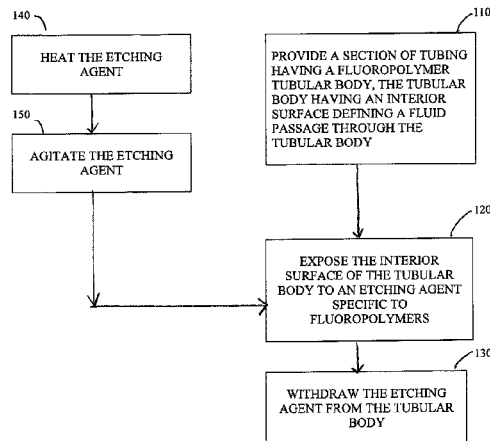 140
HEAT THE ETCHING
AGENT
150
AGITATE THE ETCHING
AGENT
110
PROVIDE A SECTION OF TUBING
HAVING A FLUOROPOLYMER
TUBULAR BODY, THE TUBULAR
BODY HAVING AN INTERIOR
SURFACE DEFINING A FLUID
PASSAGE THROUGH THE
TUBULAR BODY
120
EXPOSE THE INTERIOR
SURFACE OF THE TUBULAR
BODY TO AN ETCHING AGENT
SPECIFIC TO
FLUOROPOLYMERS
130
WITHDRAW THE ETCHING
AGENT FROM THE TUBULAR
BODY